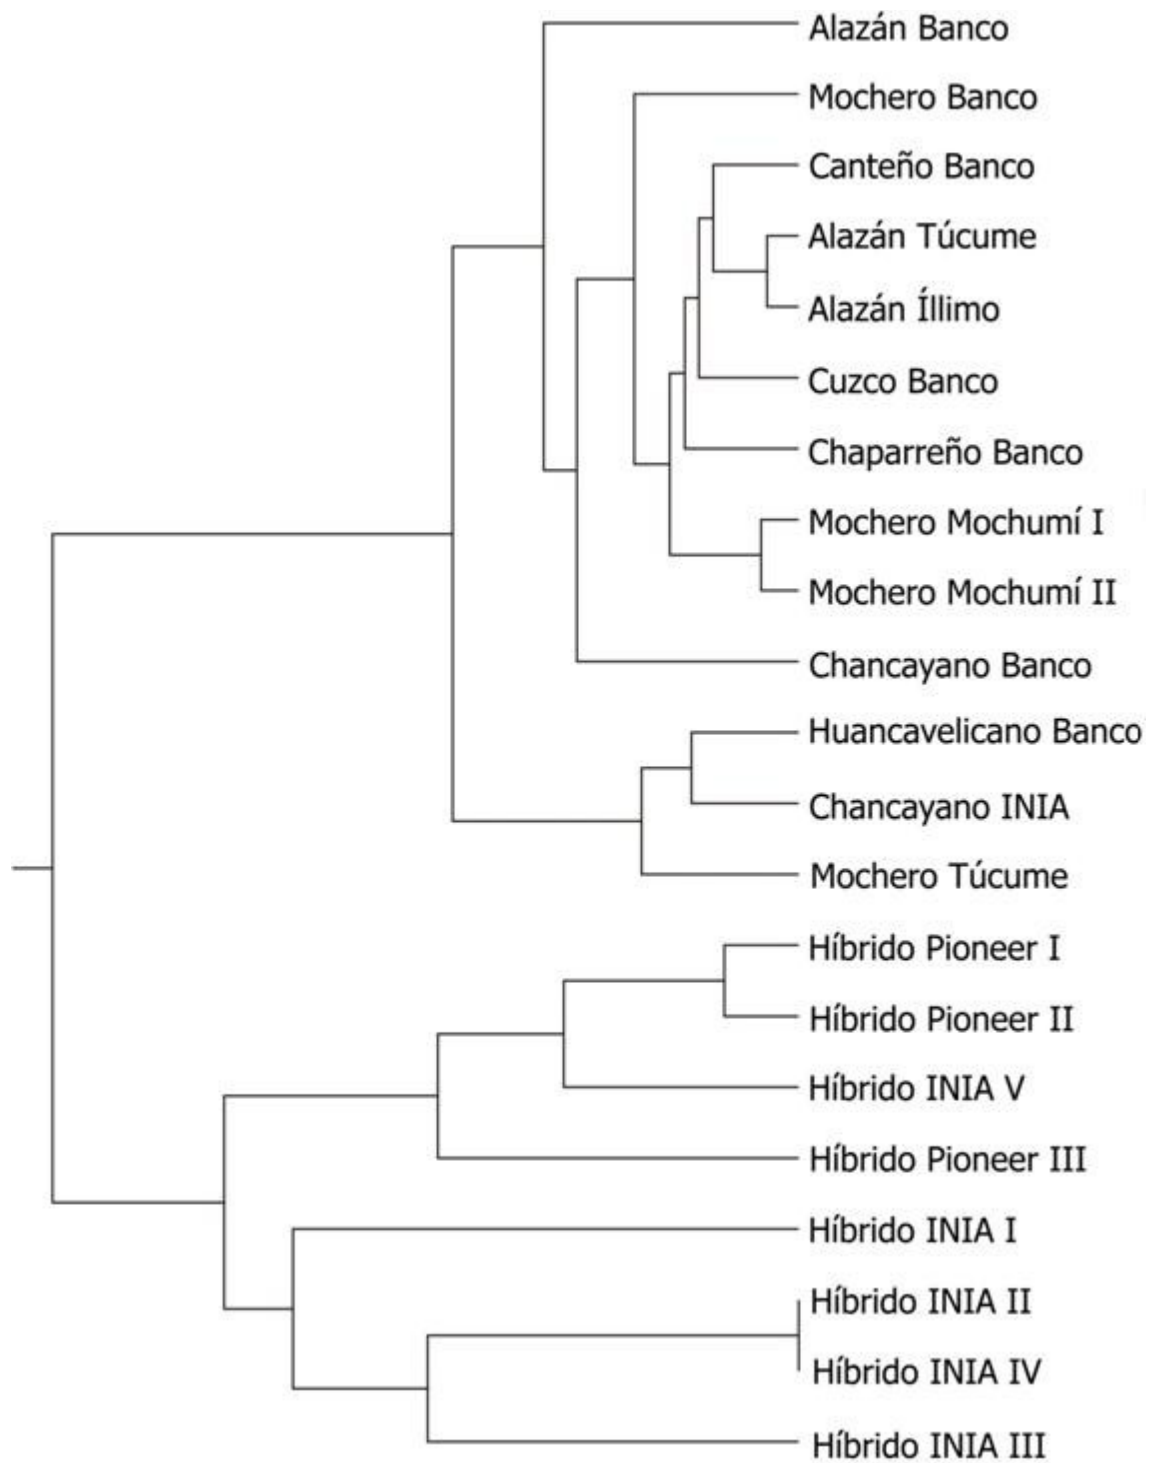 Alazán Banco
Mochero Banco
Canteño Banco
Alazán Túcume
Alazán Íllimo
Cuzco Banco
Chaparreño Banco
Mochero Mochumí I
Mochero Mochumí II
Chancayano Banco
Huancavelicano Banco
Chancayano INIA
Mochero Túcume
Híbrido Pioneer I
Híbrido Pioneer II
Híbrido INIA V
Híbrido Pioneer III
Híbrido INIA I
Híbrido INIA II
Híbrido INIA IV
Híbrido INIA III